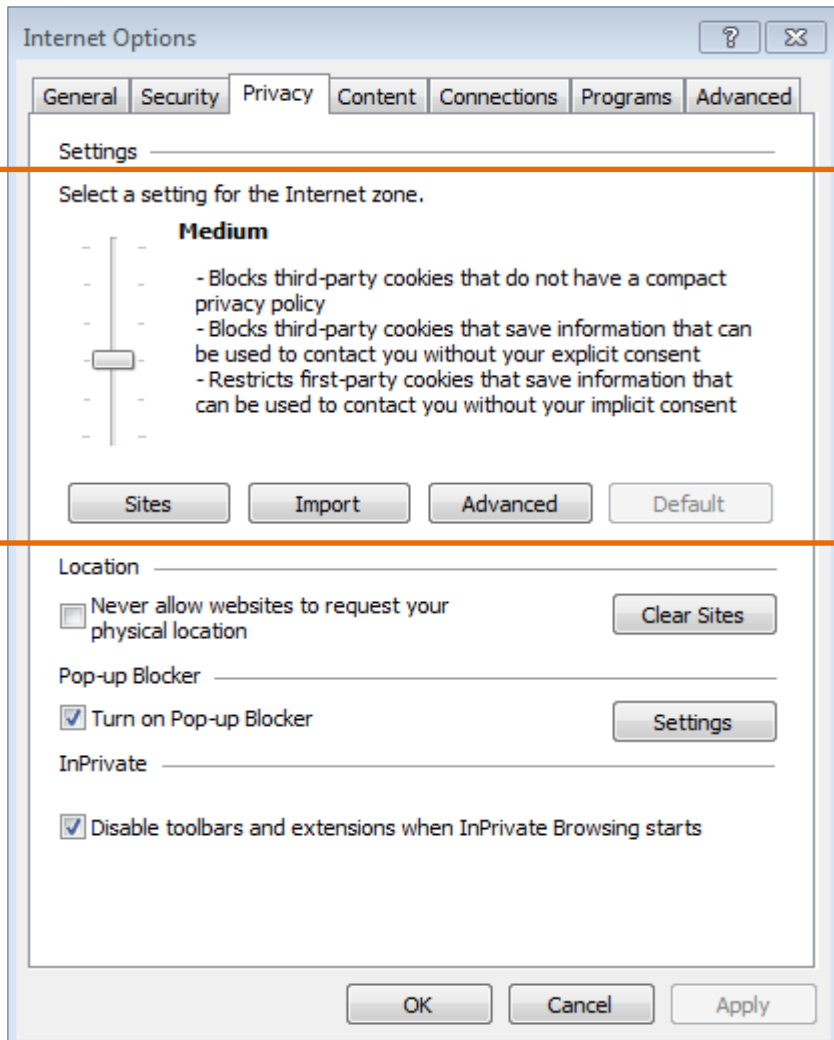 Internet Options
General Security Privacy Content Connections Programs Advanced
Settings
Select a setting for the Internet zone.
Medium
- Blocks third-party cookies that do not have a compact
privacy policy
- Blocks third-party cookies that save information that can
be used to contact you without your explicit consent
- Restricts first-party cookies that save information that
can be used to contact you without your implicit consent
Sites Import Advanced Default
Location
Never allow websites to request your
physical location
Clear Sites
Pop-up Blocker
Turn on Pop-up Blocker
Settings
InPrivate
Disable toolbars and extensions when InPrivate Browsing starts
OK Cancel Apply